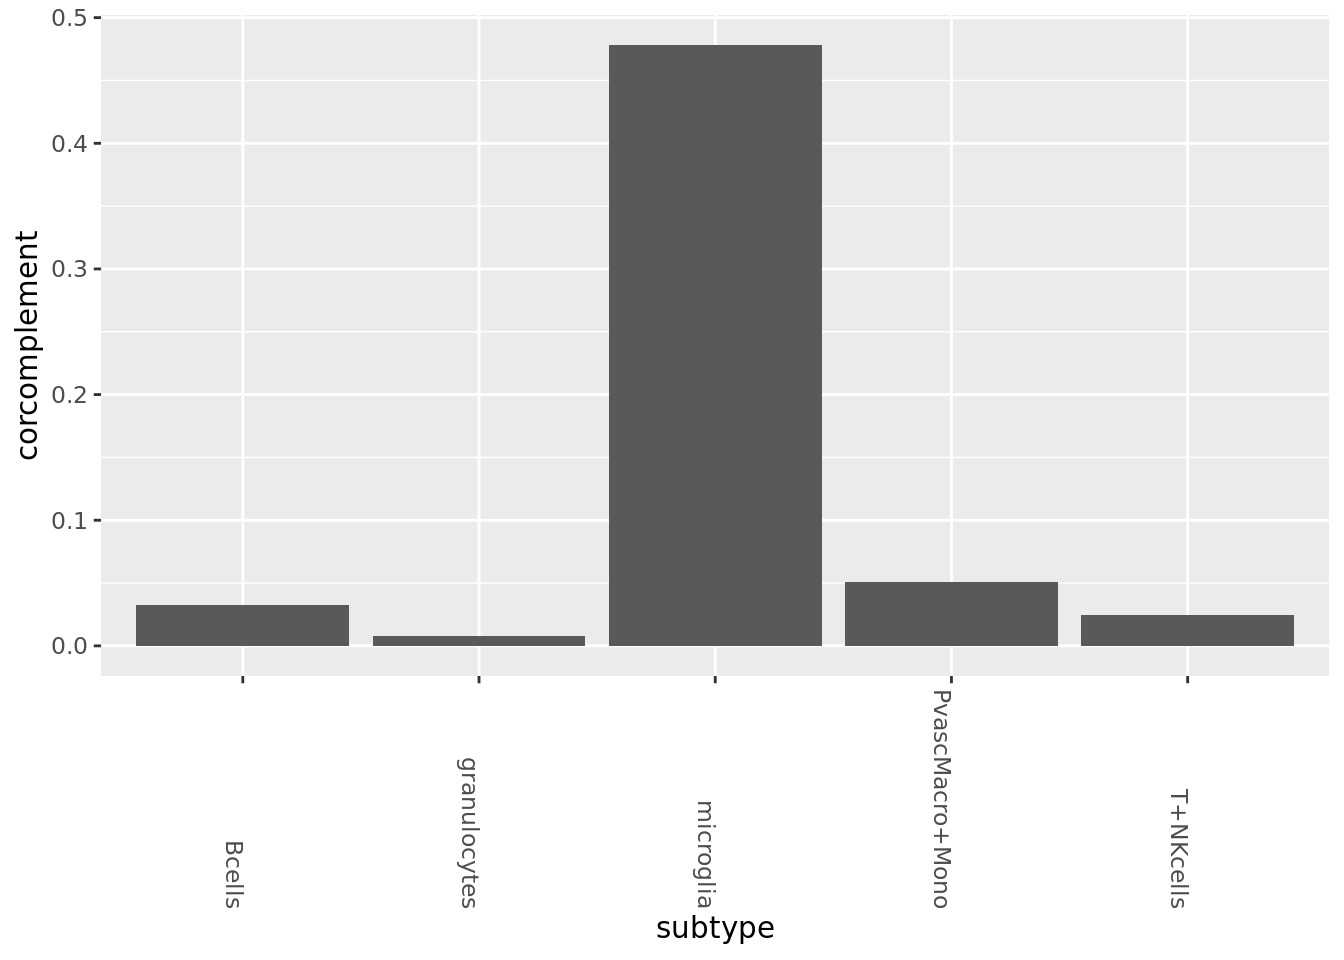 0.5
0.4
0.3
0.2
0.1
0.0
corcomplement
Bcells
granulocytes
microglia
PvascMacro+Mono
T+NKcells
subtype